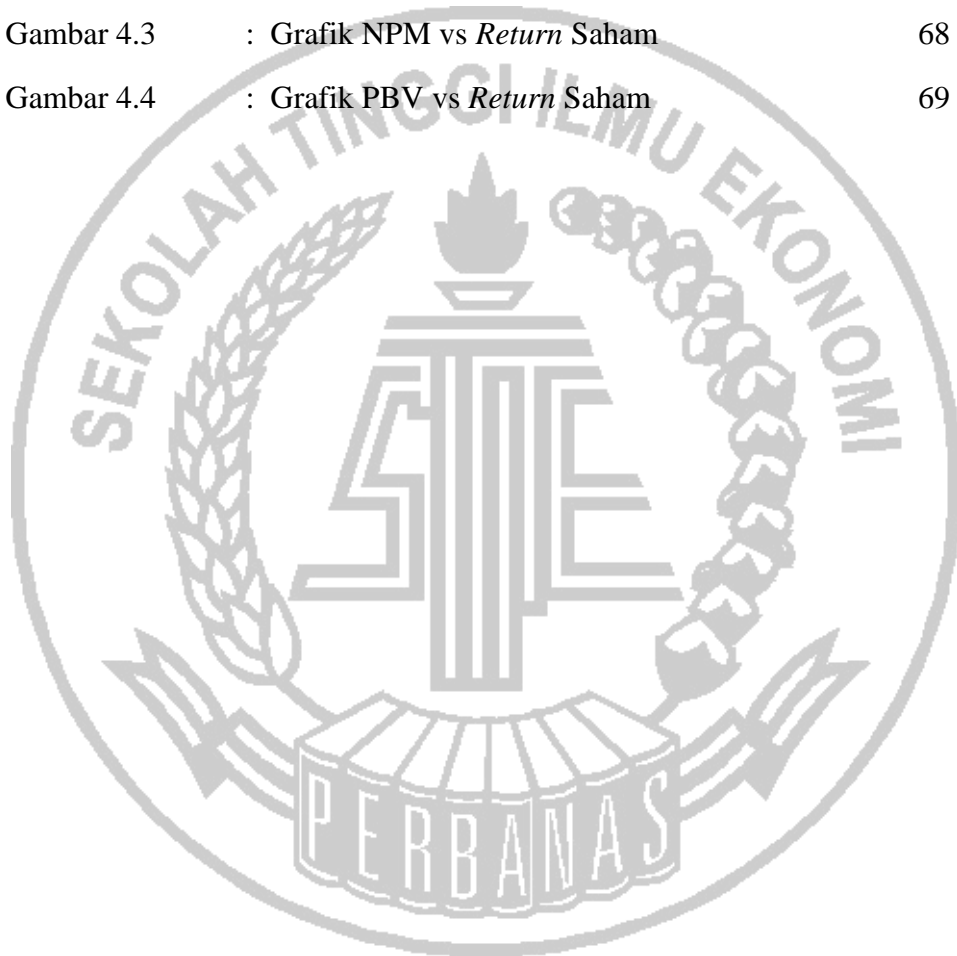 Gambar 4.3 : Grafik NPM vs Return Saham 68
Gambar 4.4 : Grafik PBV vs Return Saham 69
SEKOLAH TINGGI ILMU EKONOMI
STIE
PERBANAS